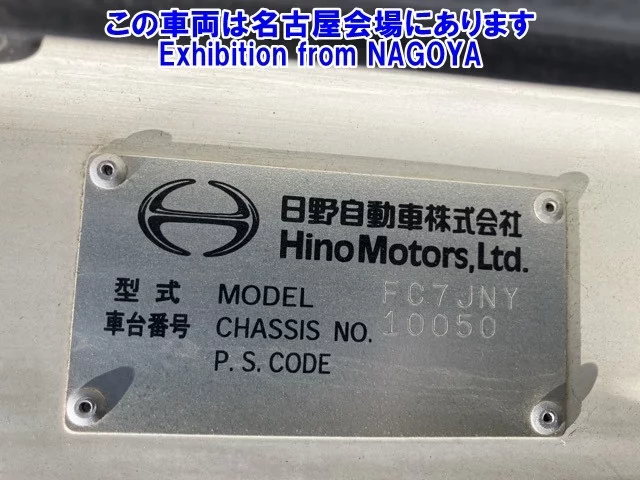 この車両は名古屋会場にあります
Exhibition from NAGOYA
日野自動車株式会社
Hino Motors, Ltd.
型式 MODEL FC7JNY
車台番号 CHASSIS NO. 10050
P. S. CODE